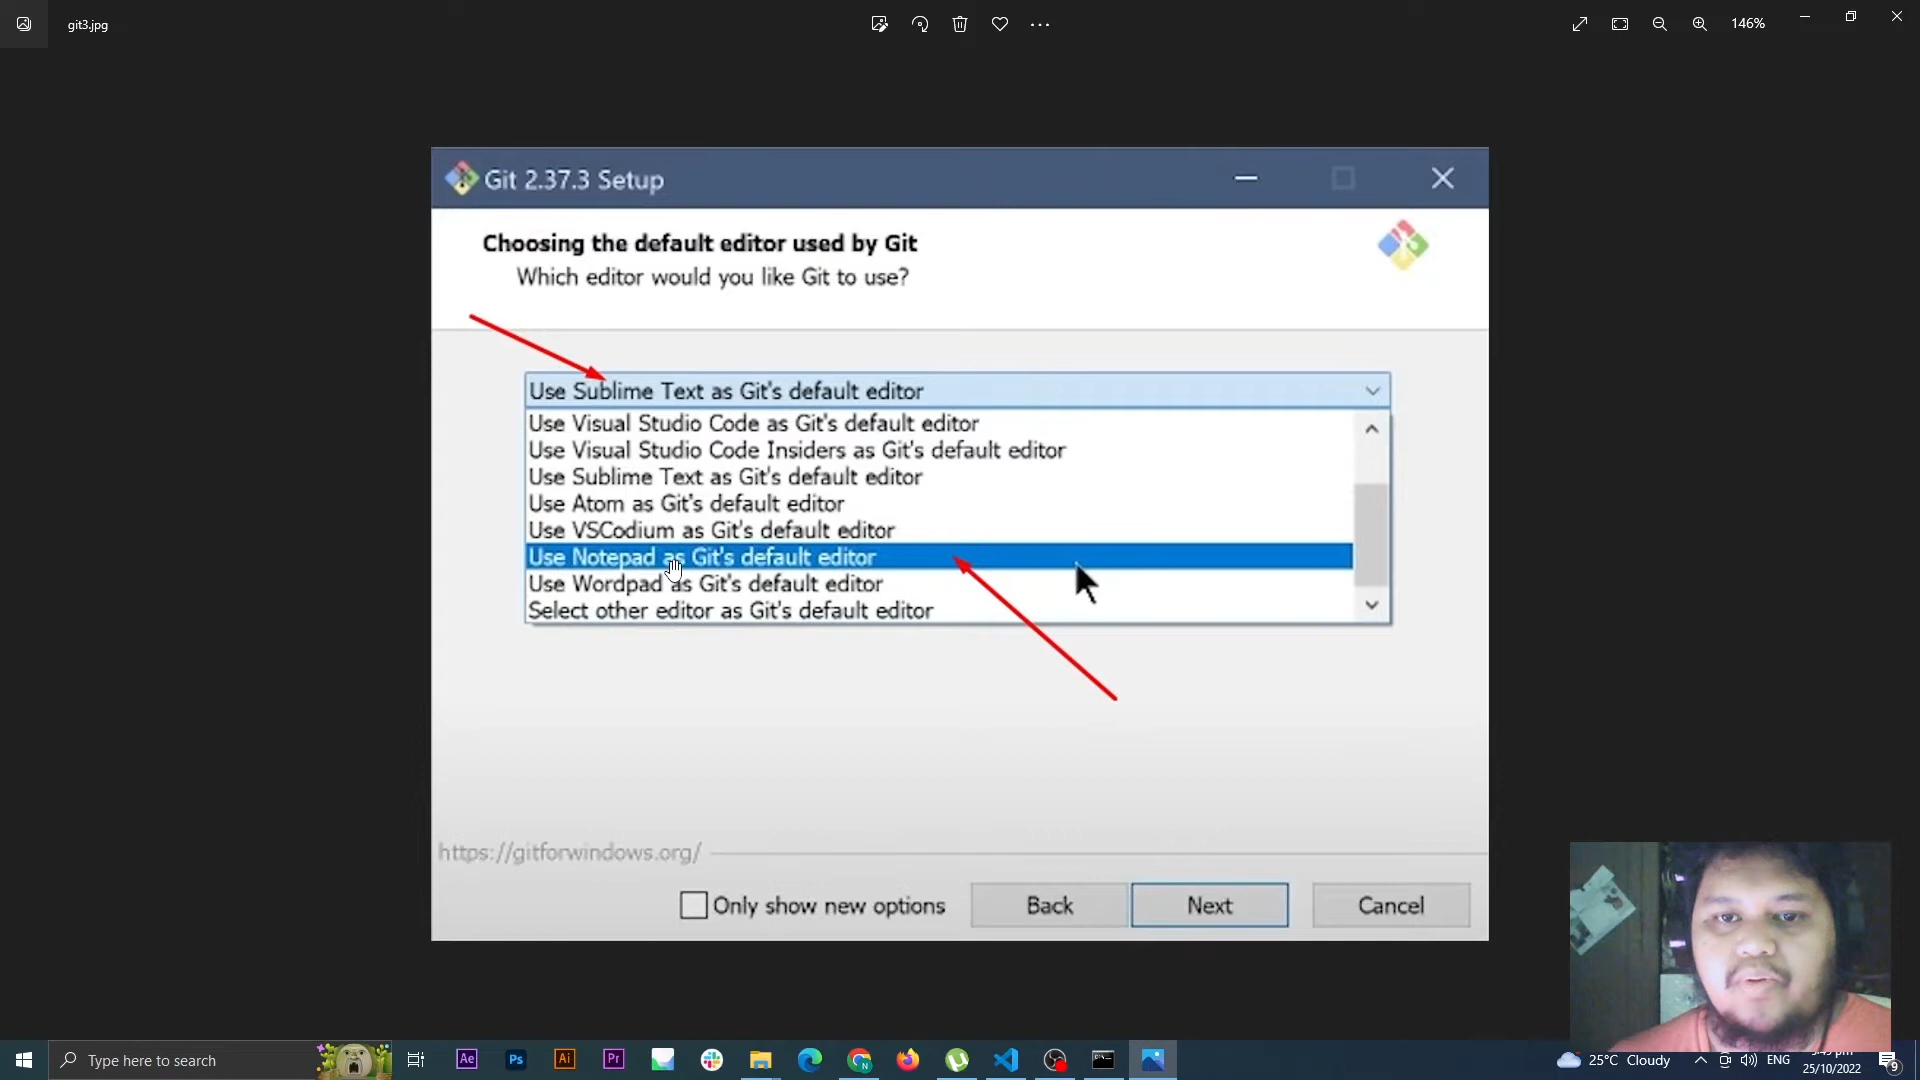 git3.jpg
146%
Git 2.37.3 Setup
Choosing the default editor used by Git
Which editor would you like Git to use?
Use Sublime Text as Git's default editor
Use Visual Studio Code as Git's default editor
Use Visual Studio Code Insiders as Git's default editor
Use Sublime Text as Git's default editor
Use Atom as Git's default editor
Use VSCodium as Git's default editor
Use Notepad as Git's default editor
Use Wordpad as Git's default editor
Select other editor as Git's default editor
https://gitforwindows.org/
Only show new options
Back
Next
Cancel
Type here to search
Ae
Ps
Ai
Pr
25°C Cloudy
ENG
25/10/2022
9